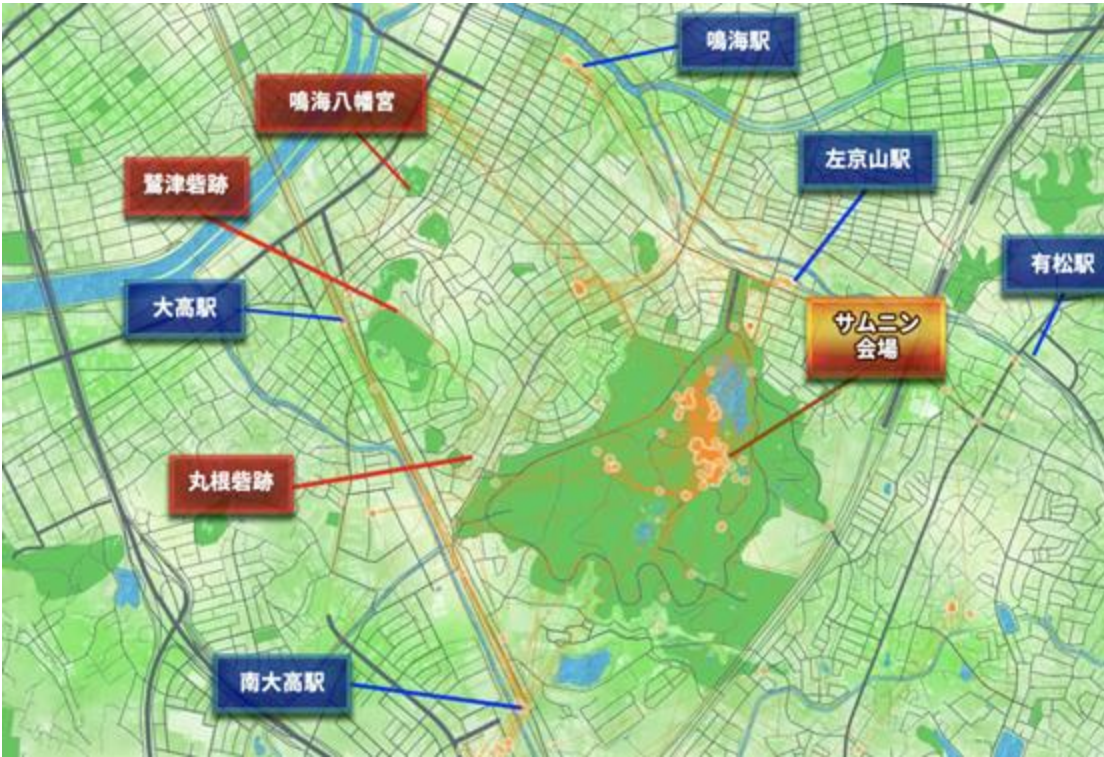 鳴海駅
鳴海八幡宮
左京山駅
鷲津砦跡
有松駅
大高駅
サムニン
会場
丸根砦跡
南大高駅